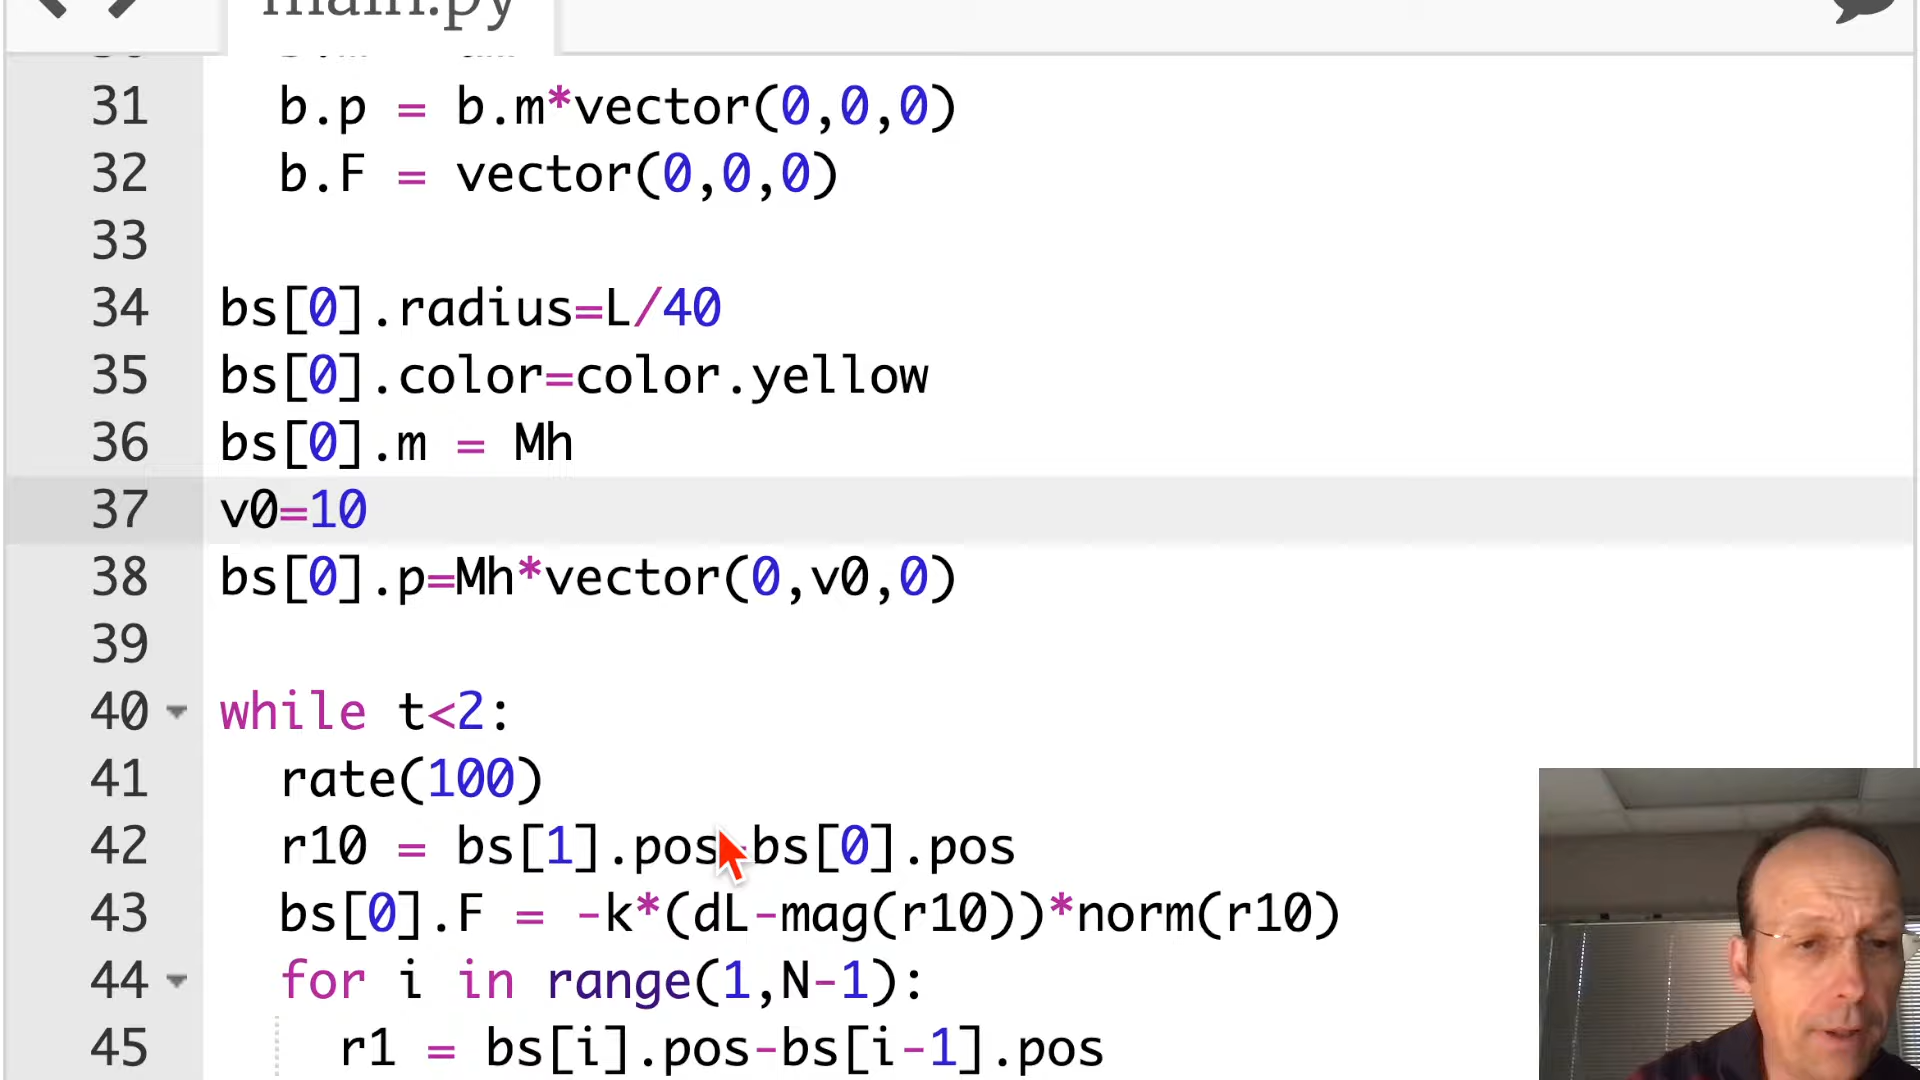 main.py
31 b.p = b.m*vector(0,0,0)
32 b.F = vector(0,0,0)
33
34 bs[0].radius=L/40
35 bs[0].color=color.yellow
36 bs[0].m = Mh
37 v0=10
38 bs[0].p=Mh*vector(0,v0,0)
39
40 while t<2:
41 rate(100)
42 r10 = bs[1].pos-bs[0].pos
43 bs[0].F = -k*(dL-mag(r10))*norm(r10)
44 for i in range(1,N-1):
45 r1 = bs[i].pos-bs[i-1].pos